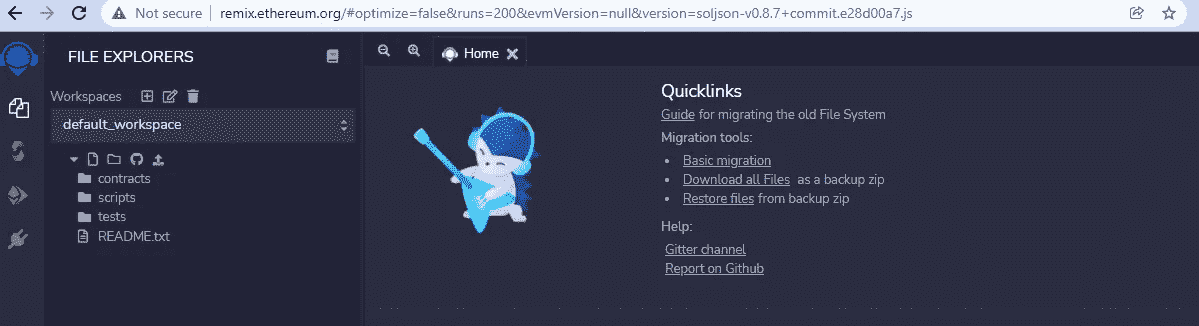 Not secure remix.ethereum.org/#optimize=false&runs=200&evmVersion=null&version=soljson-v0.8.7+commit.e28d00a7.js
FILE EXPLORERS
Home
Workspaces
default_workspace
contracts
scripts
tests
README.txt
Quicklinks
Guide for migrating the old File System
Migration tools:
Basic migration
Download all Files as a backup zip
Restore files from backup zip
Help:
Gitter channel
Report on Github